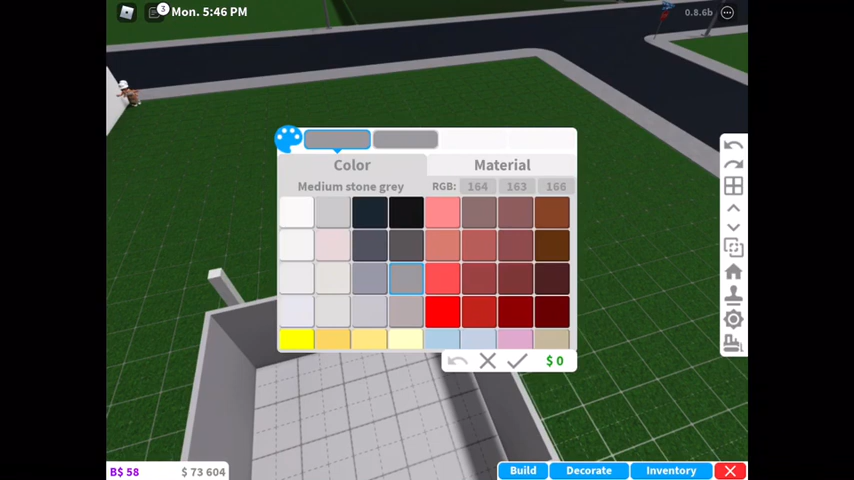 3 Mon. 5:46 PM 0.8.6b
Color Material
Medium stone grey RGB: 164 163 166
$ 0
B$ 58 $ 73 604 Build Decorate Inventory